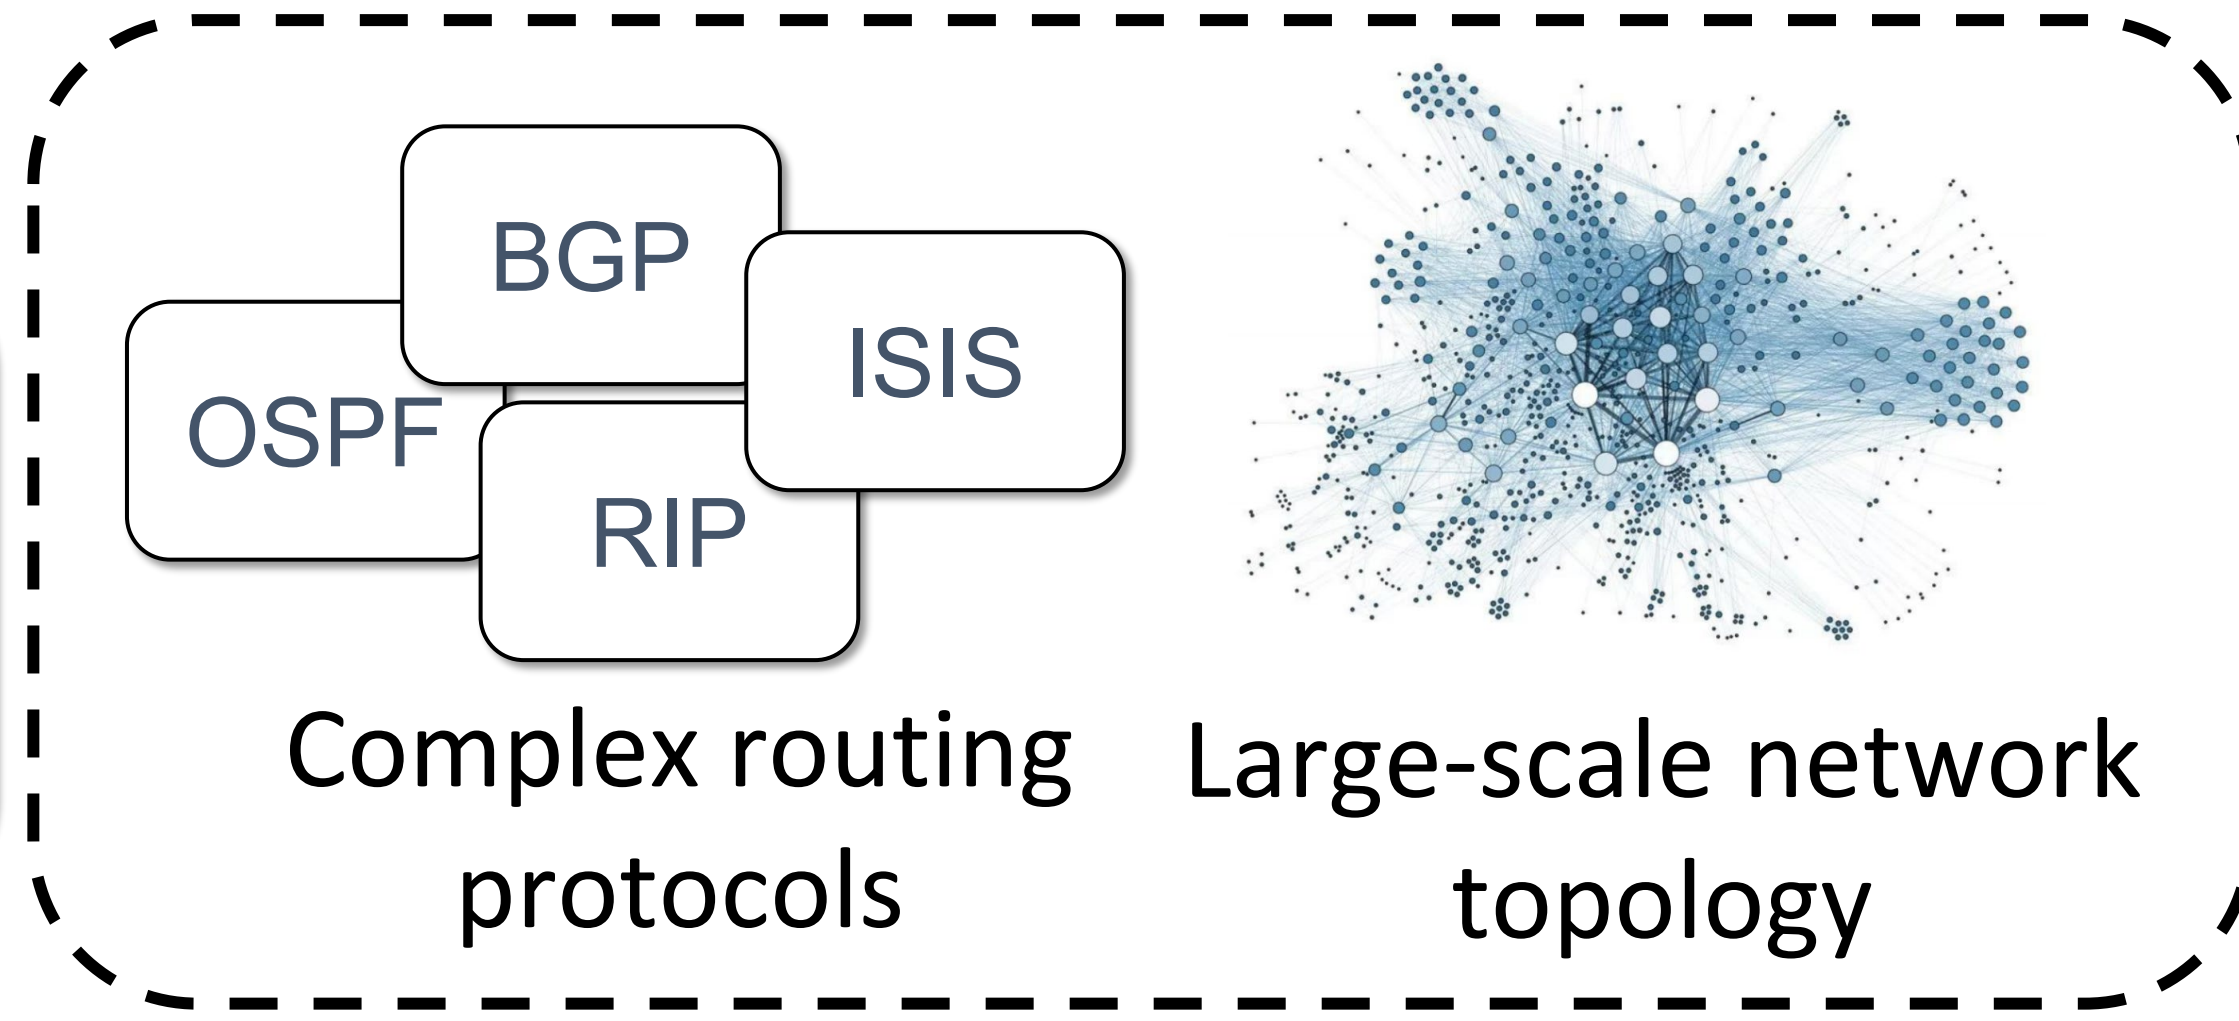 BGP
ISIS
OSPF
RIP
Complex routing
protocols
Large-scale network
topology